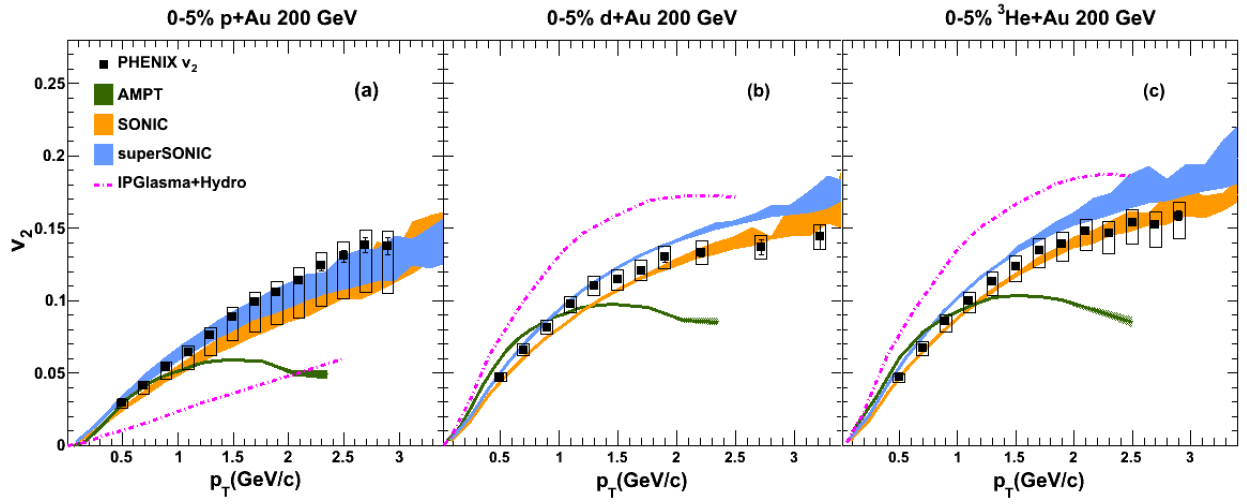 0-5% p+Au 200 GeV
0-5% d+Au 200 GeV
0-5% ³He+Au 200 GeV
v₂
0.25
0.2
0.15
0.1
0.05
0
PHENIX v₂
AMPT
SONIC
superSONIC
IPGlasma+Hydro
(a)
(b)
(c)
0.5 1 1.5 2 2.5 3
0.5 1 1.5 2 2.5 3
0.5 1 1.5 2 2.5 3
p_T(GeV/c)
p_T(GeV/c)
p_T(GeV/c)